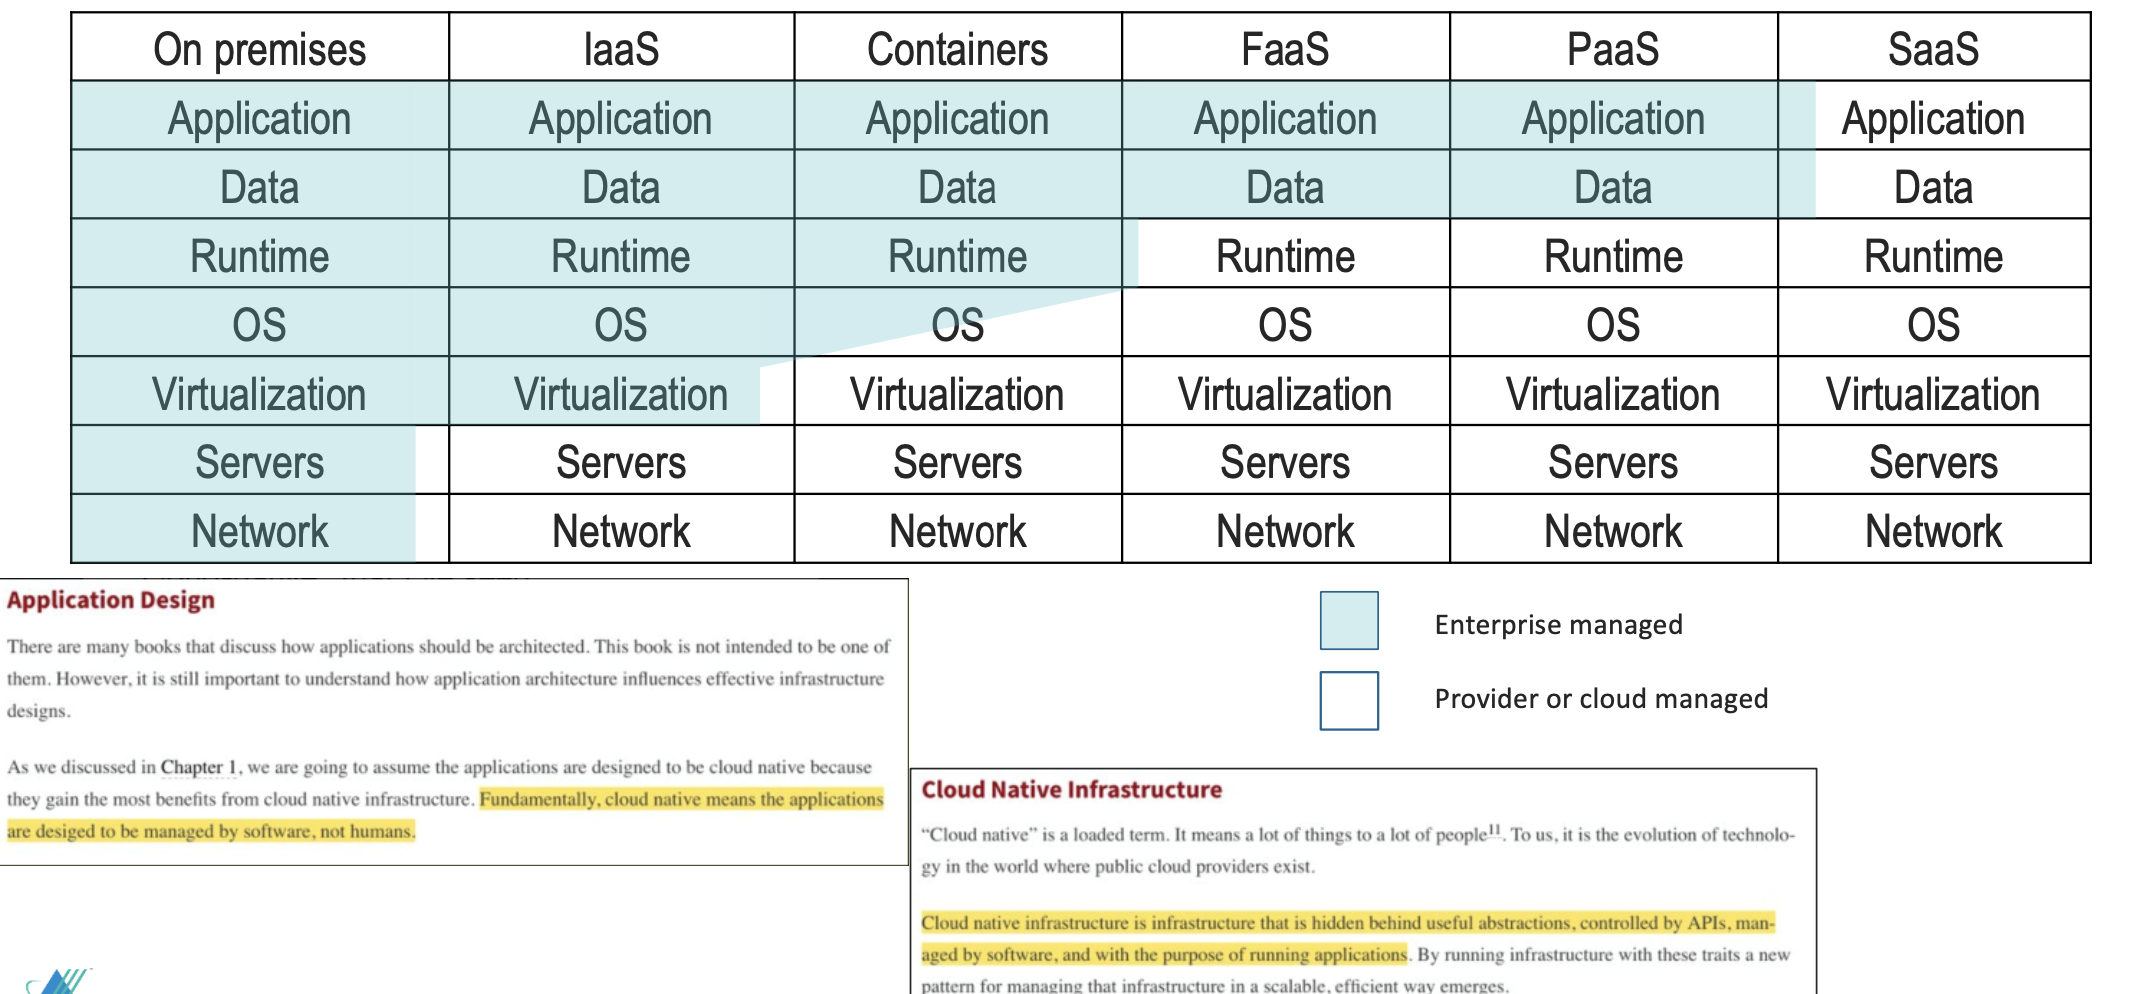 On premises IaaS Containers FaaS PaaS SaaS
Application Application Application Application Application Application
Data Data Data Data Data Data
Runtime Runtime Runtime Runtime Runtime Runtime
OS OS OS OS OS OS
Virtualization Virtualization Virtualization Virtualization Virtualization Virtualization
Servers Servers Servers Servers Servers Servers
Network Network Network Network Network Network
Application Design
There are many books that discuss how applications should be architected. This book is not intended to be one of
them. However, it is still important to understand how application architecture influences effective infrastructure
designs.
As we discussed in Chapter 1, we are going to assume the applications are designed to be cloud native because
they gain the most benefits from cloud native infrastructure. Fundamentally, cloud native means the applications
are desiged to be managed by software, not humans.
Enterprise managed
Provider or cloud managed
Cloud Native Infrastructure
“Cloud native” is a loaded term. It means a lot of things to a lot of people11. To us, it is the evolution of technolo-
gy in the world where public cloud providers exist.
Cloud native infrastructure is infrastructure that is hidden behind useful abstractions, controlled by APIs, man-
aged by software, and with the purpose of running applications. By running infrastructure with these traits a new
pattern for managing that infrastructure in a scalable, efficient way emerges.